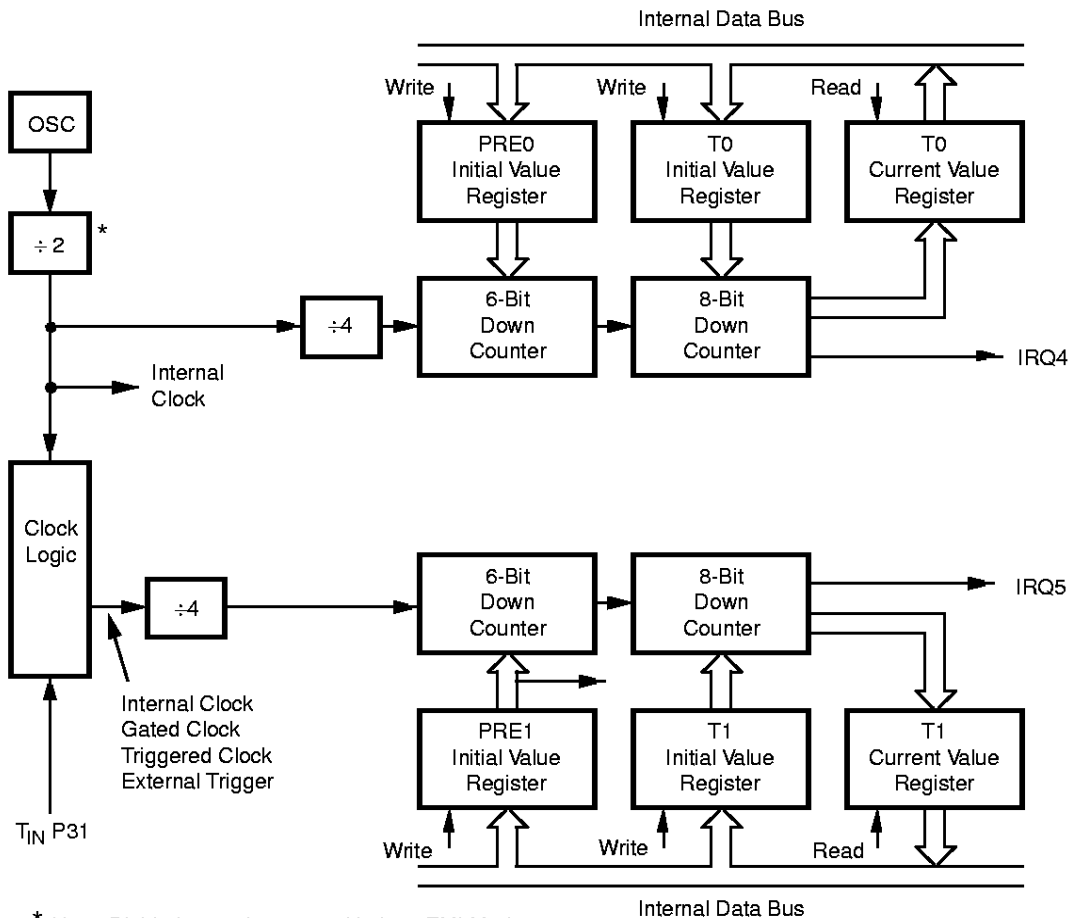 Internal Data Bus
Write
Write
Read
OSC
PRE0
Initial Value
Register
T0
Initial Value
Register
T0
Current Value
Register
÷ 2
*
÷4
6-Bit
Down
Counter
8-Bit
Down
Counter
IRQ4
Internal
Clock
Clock
Logic
÷4
6-Bit
Down
Counter
8-Bit
Down
Counter
IRQ5
Internal Clock
Gated Clock
Triggered Clock
External Trigger
PRE1
Initial Value
Register
T1
Initial Value
Register
T1
Current Value
Register
TIN P31
Write
Write
Read
Internal Data Bus
*